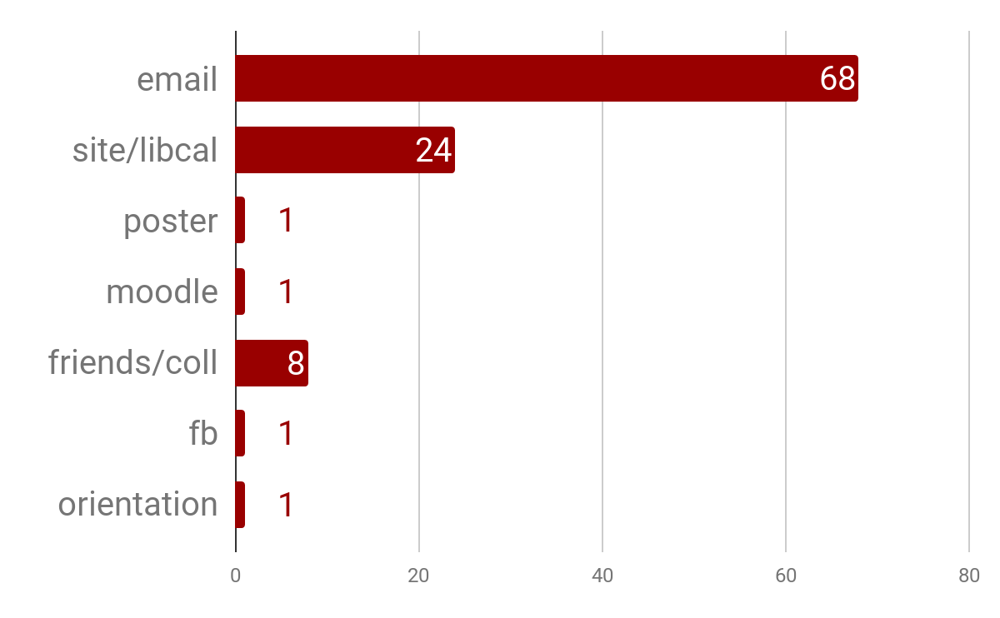 email 68
site/libcal 24
poster 1
moodle 1
friends/coll 8
fb 1
orientation 1
0 20 40 60 80